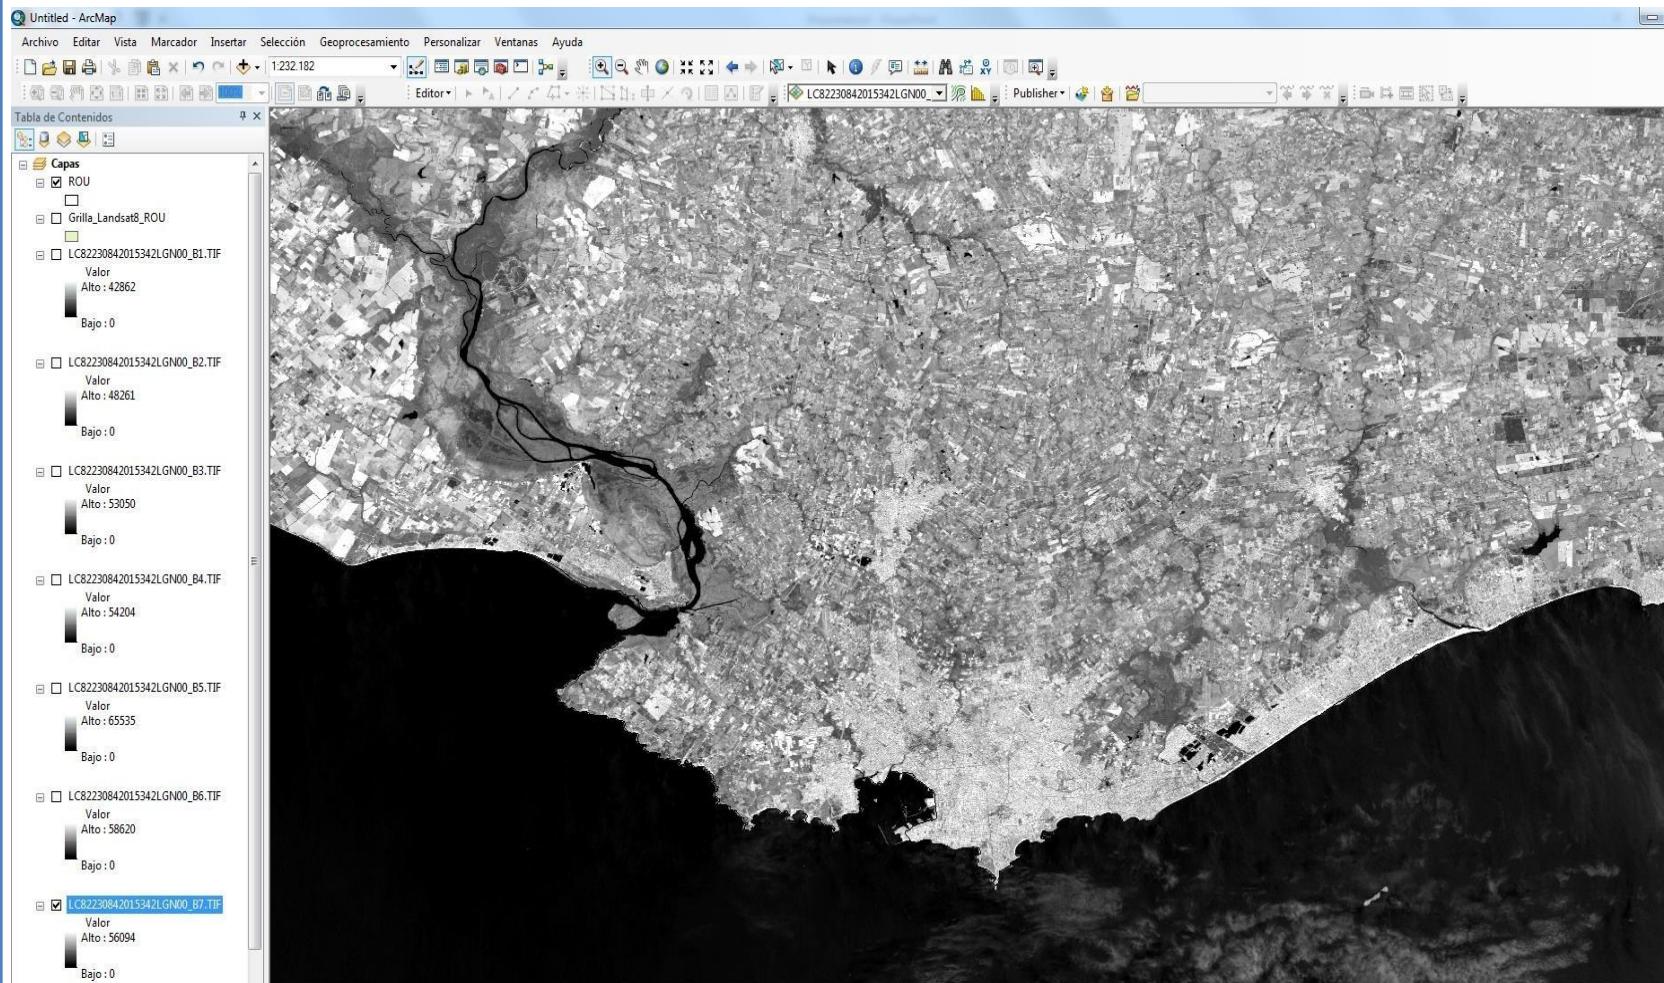 Untitled - ArcMap
Archivo Editar Vista Marcador Insertar Selección Geoprocesamiento Personalizar Ventanas Ayuda
1:232.182
100% Editor LC82230842015342LGN00_ Publisher
Tabla de Contenidos
Capas
ROU
Grilla_Landsat8_ROU
LC82230842015342LGN00_B1.TIF
Valor
Alto : 42862
Bajo : 0
LC82230842015342LGN00_B2.TIF
Valor
Alto : 48261
Bajo : 0
LC82230842015342LGN00_B3.TIF
Valor
Alto : 53050
Bajo : 0
LC82230842015342LGN00_B4.TIF
Valor
Alto : 54204
Bajo : 0
LC82230842015342LGN00_B5.TIF
Valor
Alto : 65535
Bajo : 0
LC82230842015342LGN00_B6.TIF
Valor
Alto : 58620
Bajo : 0
LC82230842015342LGN00_B7.TIF
Valor
Alto : 56094
Bajo : 0